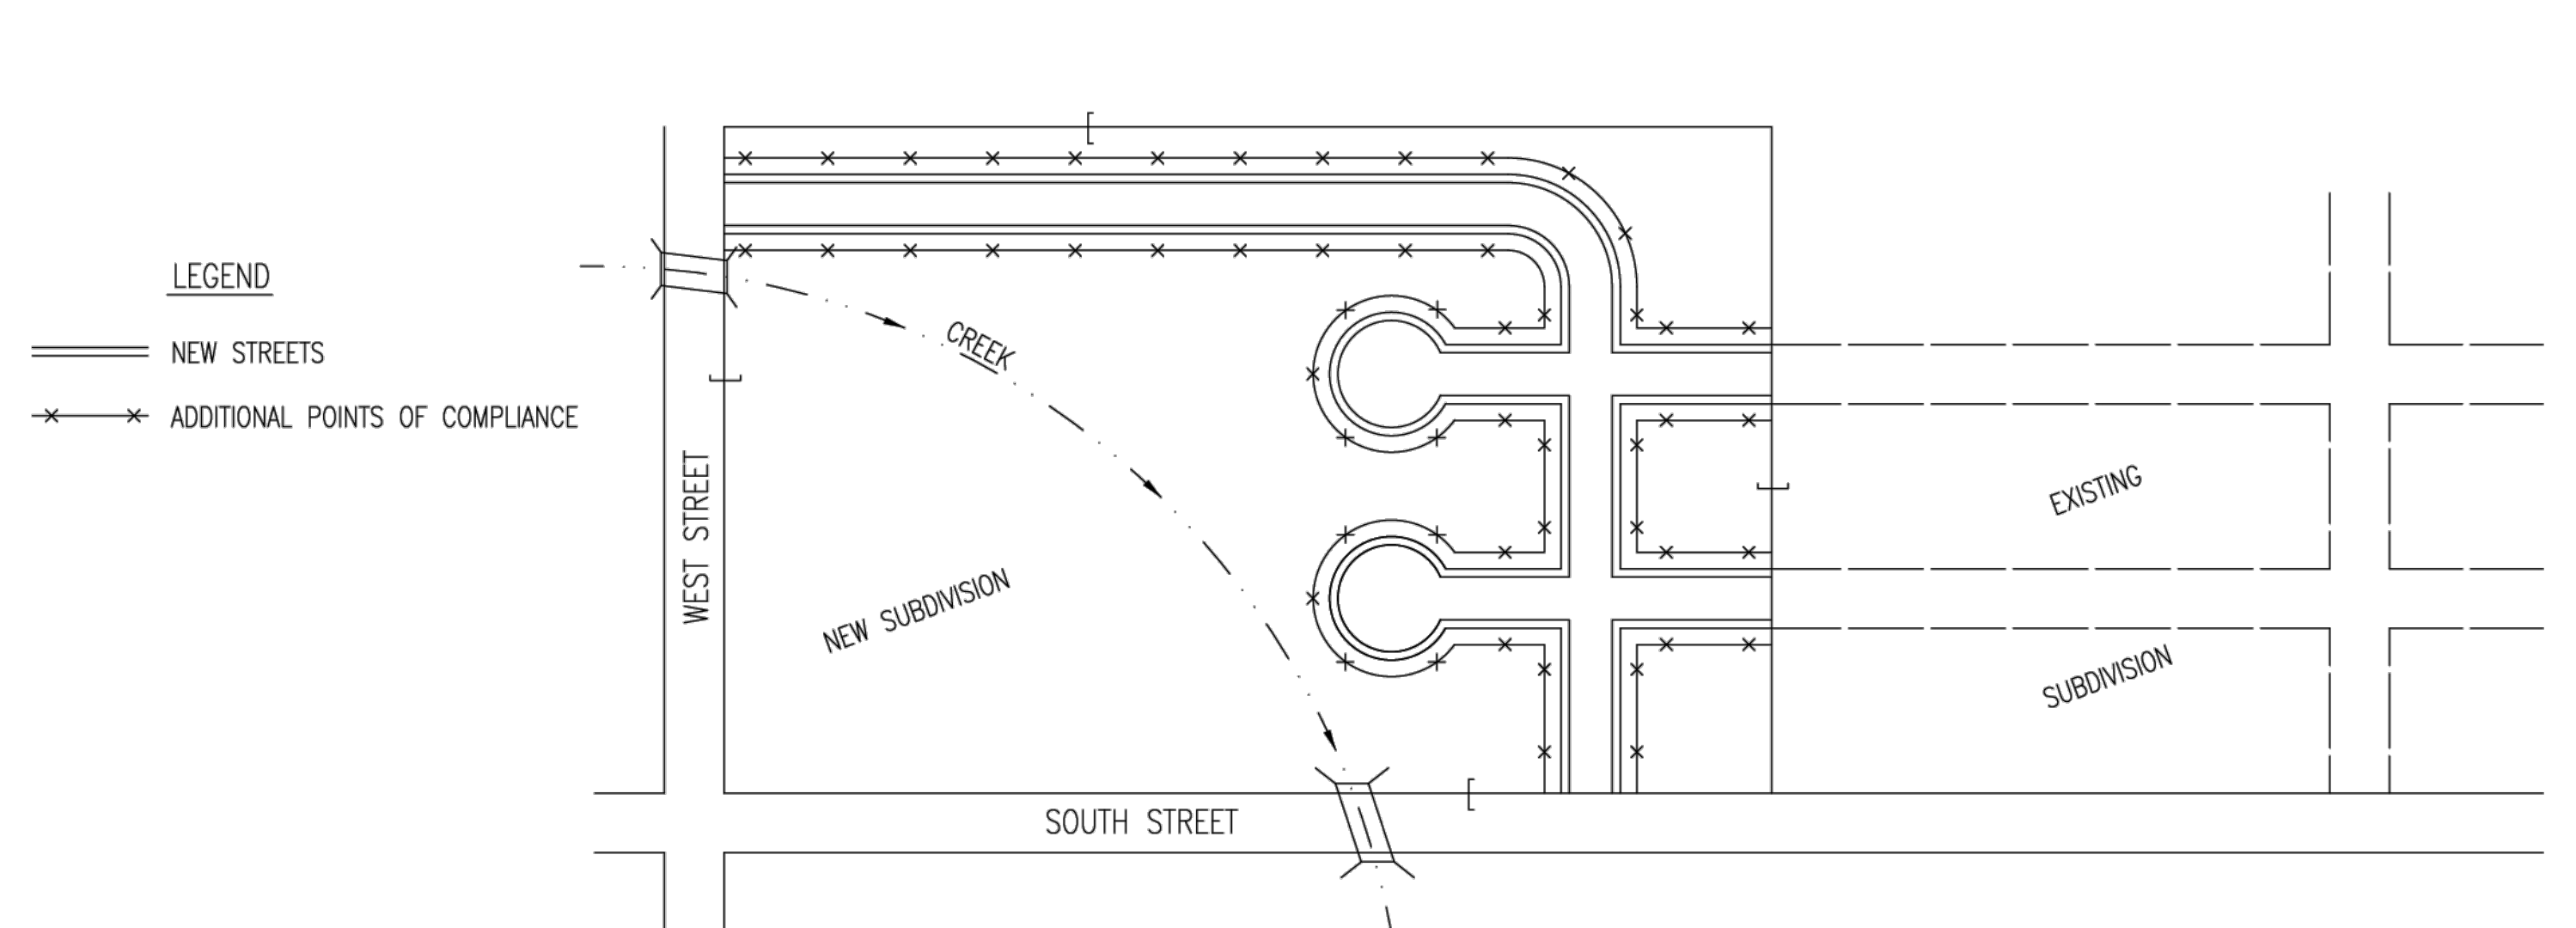 LEGEND
NEW STREETS
ADDITIONAL POINTS OF COMPLIANCE
CREEK
WEST STREET
NEW SUBDIVISION
EXISTING
SUBDIVISION
SOUTH STREET